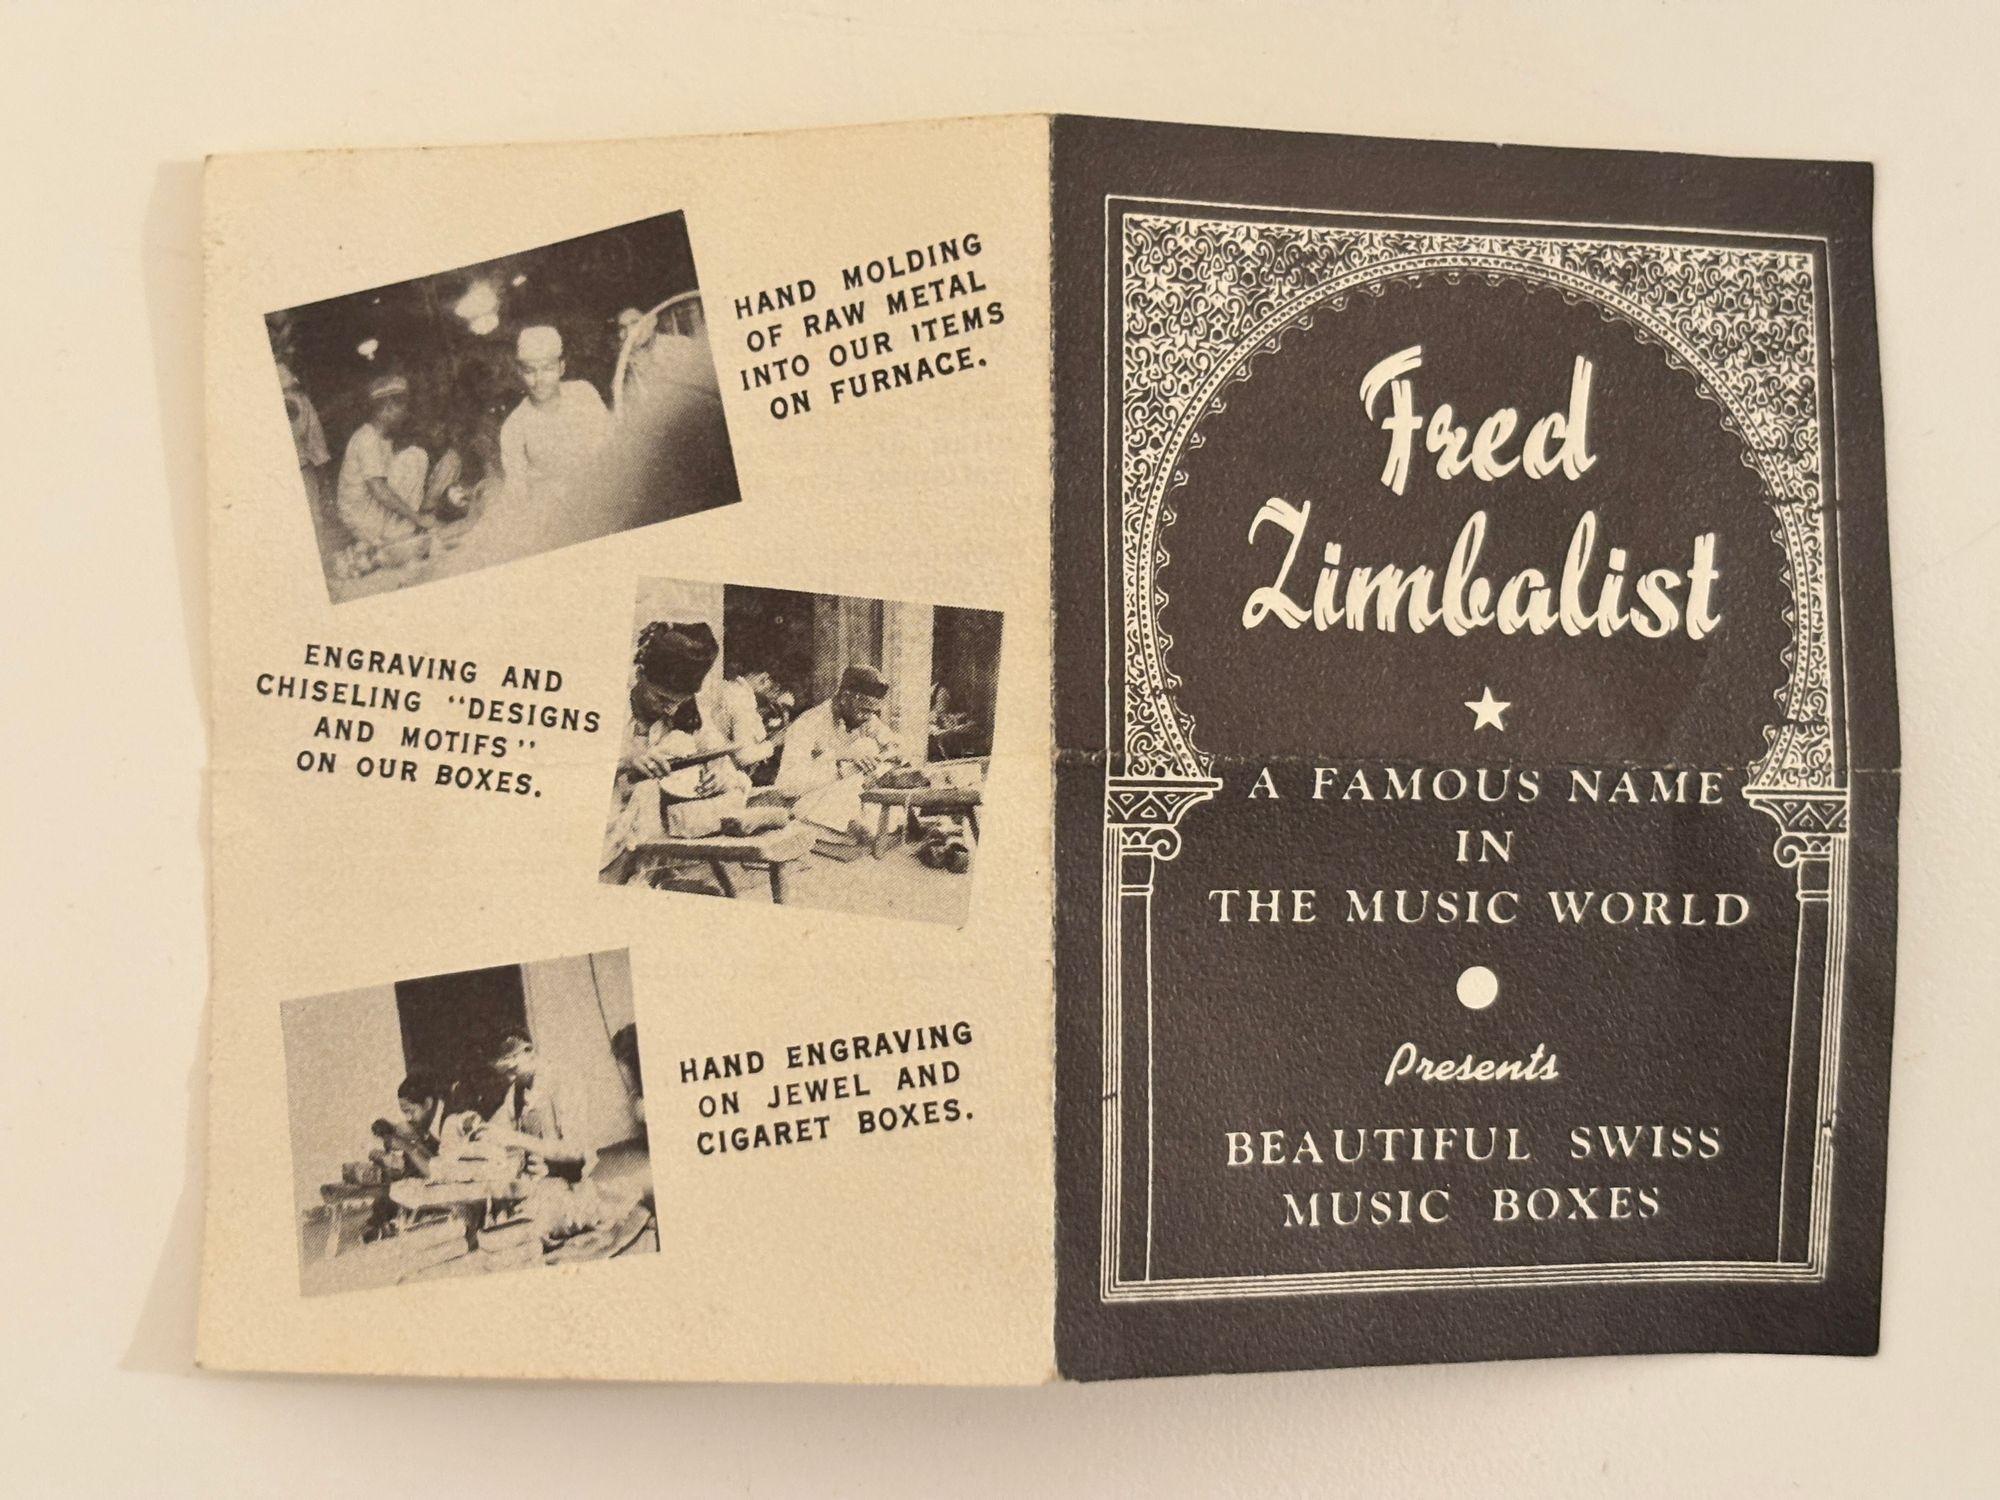 HAND MOLDING
OF RAW METAL
INTO OUR ITEMS
ON FURNACE.
ENGRAVING AND
CHISELING "DESIGNS
AND MOTIFS"
ON OUR BOXES.
HAND ENGRAVING
ON JEWEL AND
CIGARET BOXES.
Fred
Zimbalist
A FAMOUS NAME
IN
THE MUSIC WORLD
Presents
BEAUTIFUL SWISS
MUSIC BOXES